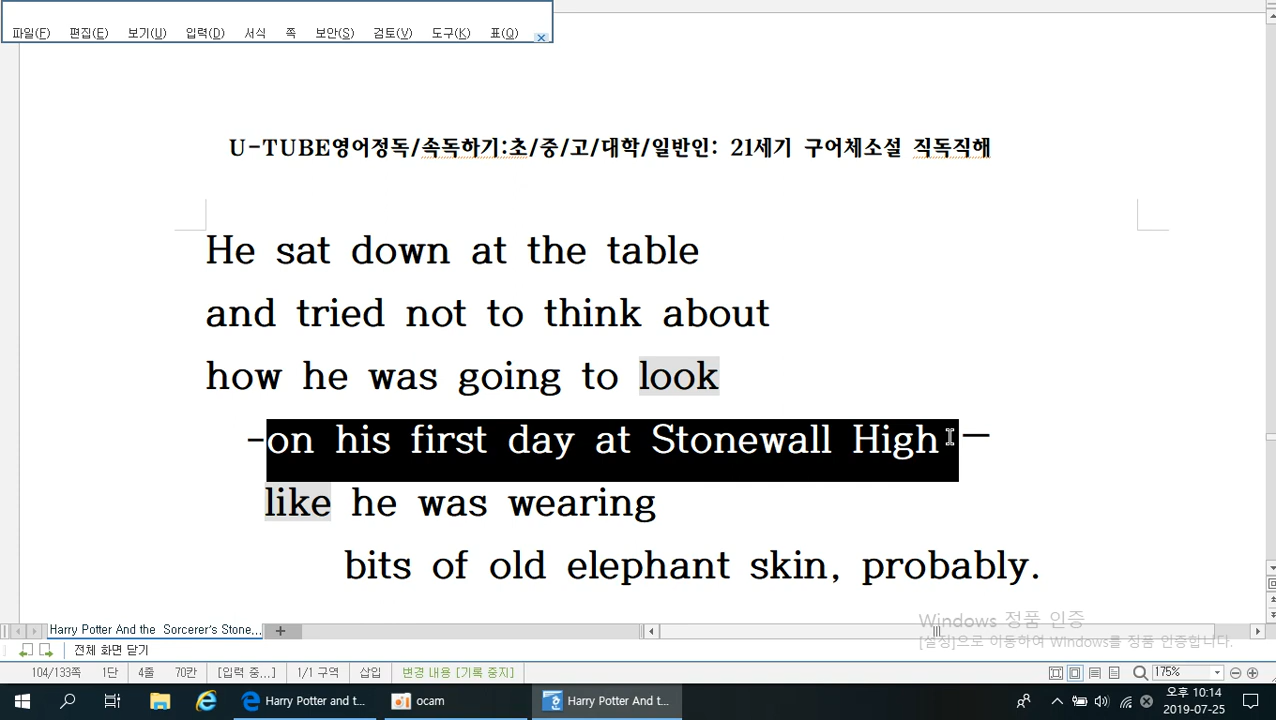 파일(F) 편집(E) 보기(U) 입력(D) 서식 쪽 보안(S) 검토(V) 도구(K) 표(Q)
U-TUBE영어정독/속독하기:초/중/고/대학/일반인: 21세기 구어체소설 직독직해
He sat down at the table
and tried not to think about
how he was going to look
-on his first day at Stonewall High —
like he was wearing
bits of old elephant skin, probably.
Windows 정품 인증
[설정]으로 이동하여 Windows를 정품 인증합니다.
Harry Potter And the Sorcerer's Stone,..
전체 화면 닫기
104/133쪽 1단 4줄 70칸 [입력 중...] 1/1 구역 삽입 변경 내용 [기록 중지] 175%
Harry Potter and t... ocam Harry Potter And t... 오후 10:14
2019-07-25